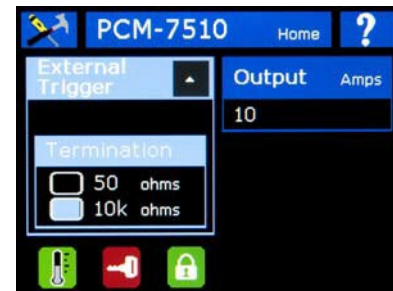 PCM-7510 Home ?
External Trigger
Output Amps
10
Termination
50 ohms
10k ohms